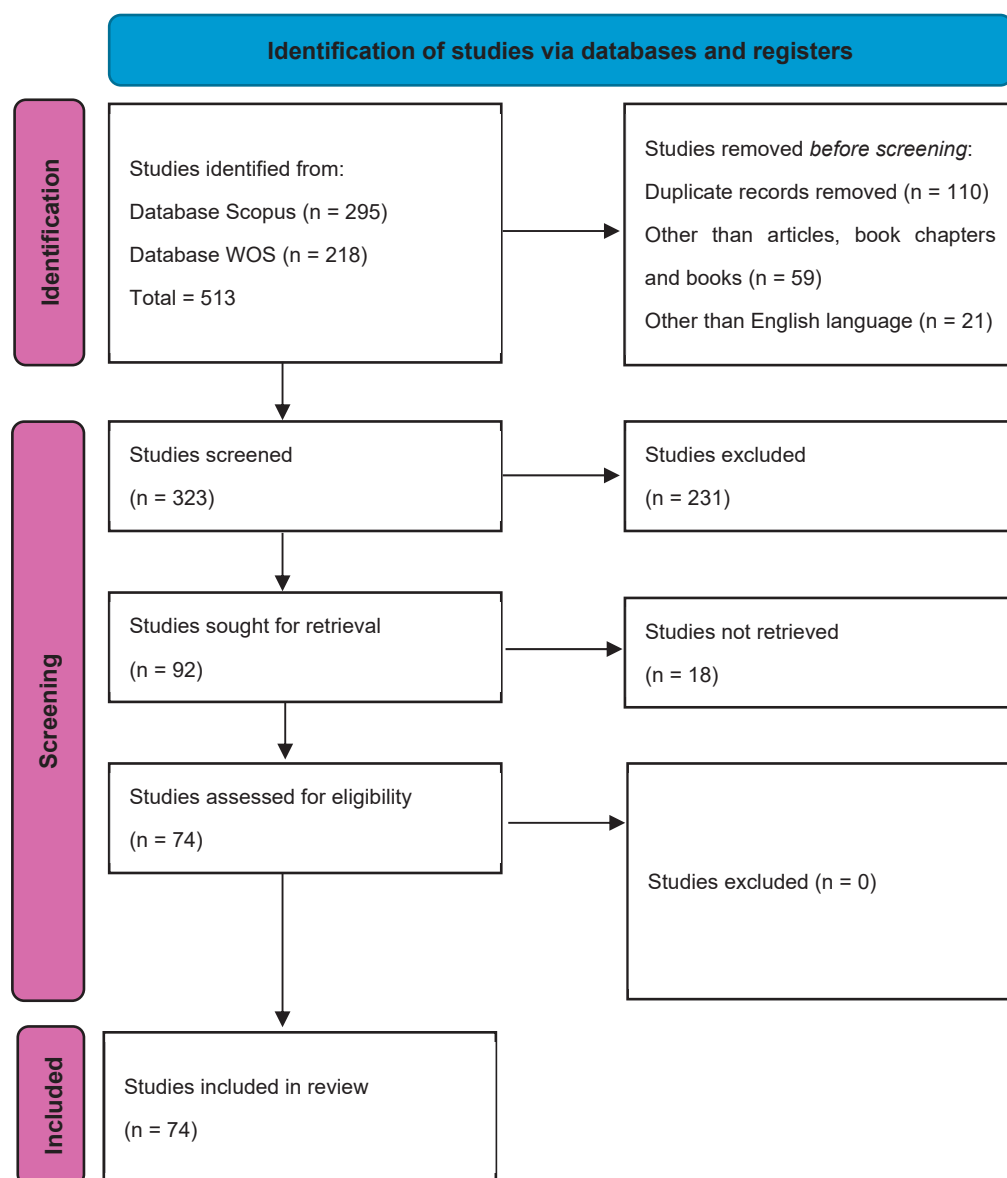 Identification of studies via databases and registers
Identification
Studies identified from:
Database Scopus (n = 295)
Database WOS (n = 218)
Total = 513
Studies removed before screening:
Duplicate records removed (n = 110)
Other than articles, book chapters
and books (n = 59)
Other than English language (n = 21)
Screening
Studies screened
(n = 323)
Studies excluded
(n = 231)
Studies sought for retrieval
(n = 92)
Studies not retrieved
(n = 18)
Studies assessed for eligibility
(n = 74)
Studies excluded (n = 0)
Included
Studies included in review
(n = 74)